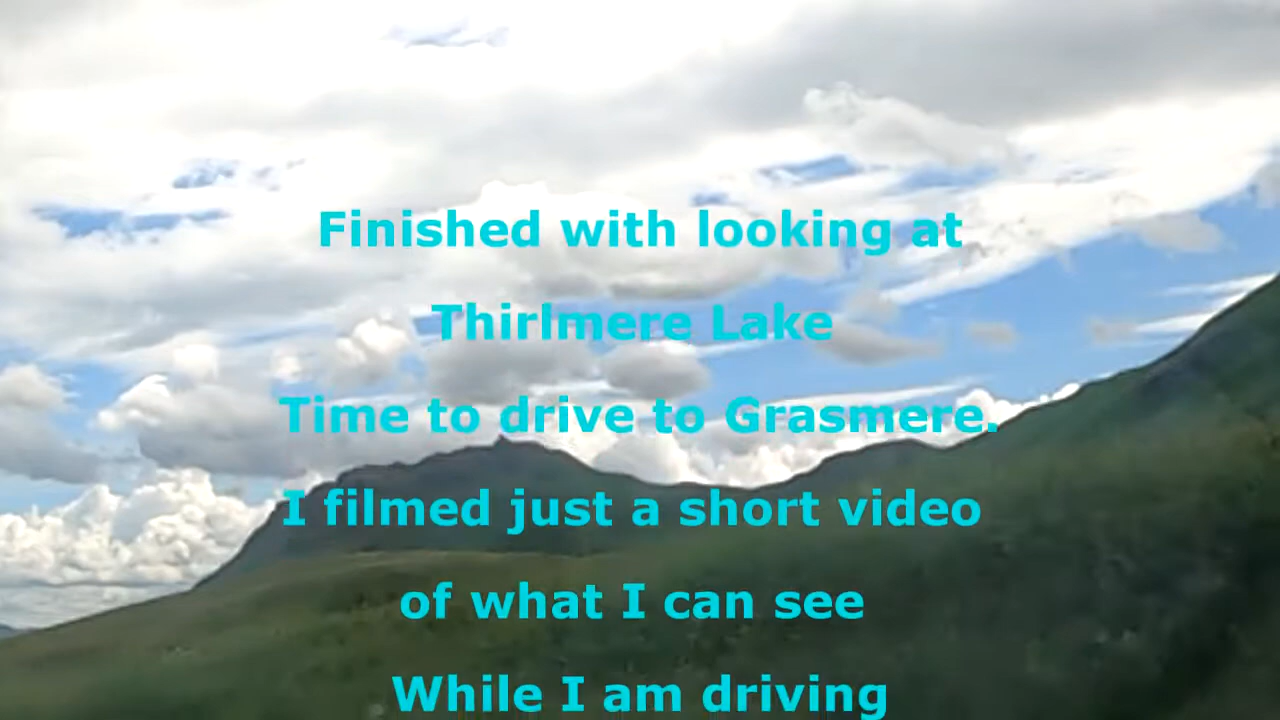 Finished with looking at
Thirlmere Lake
Time to drive to Grasmere.
I filmed just a short video
of what I can see
While I am driving